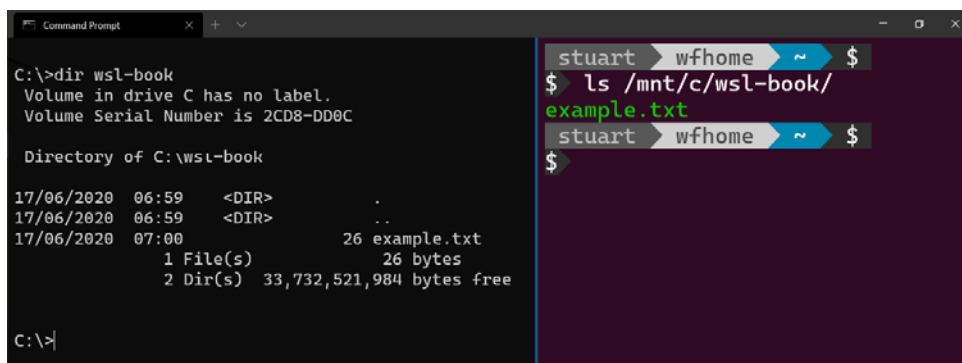 Command Prompt
C:\>dir wsl-book
Volume in drive C has no label.
Volume Serial Number is 2CD8-DD0C
Directory of C:\wsl-book
17/06/2020 06:59 <DIR> .
17/06/2020 06:59 <DIR> ..
17/06/2020 07:00 26 example.txt
1 File(s) 26 bytes
2 Dir(s) 33,732,521,984 bytes free
C:\>
stuart wfhome ~ $
$ ls /mnt/c/wsl-book/
example.txt
stuart wfhome ~ $
$